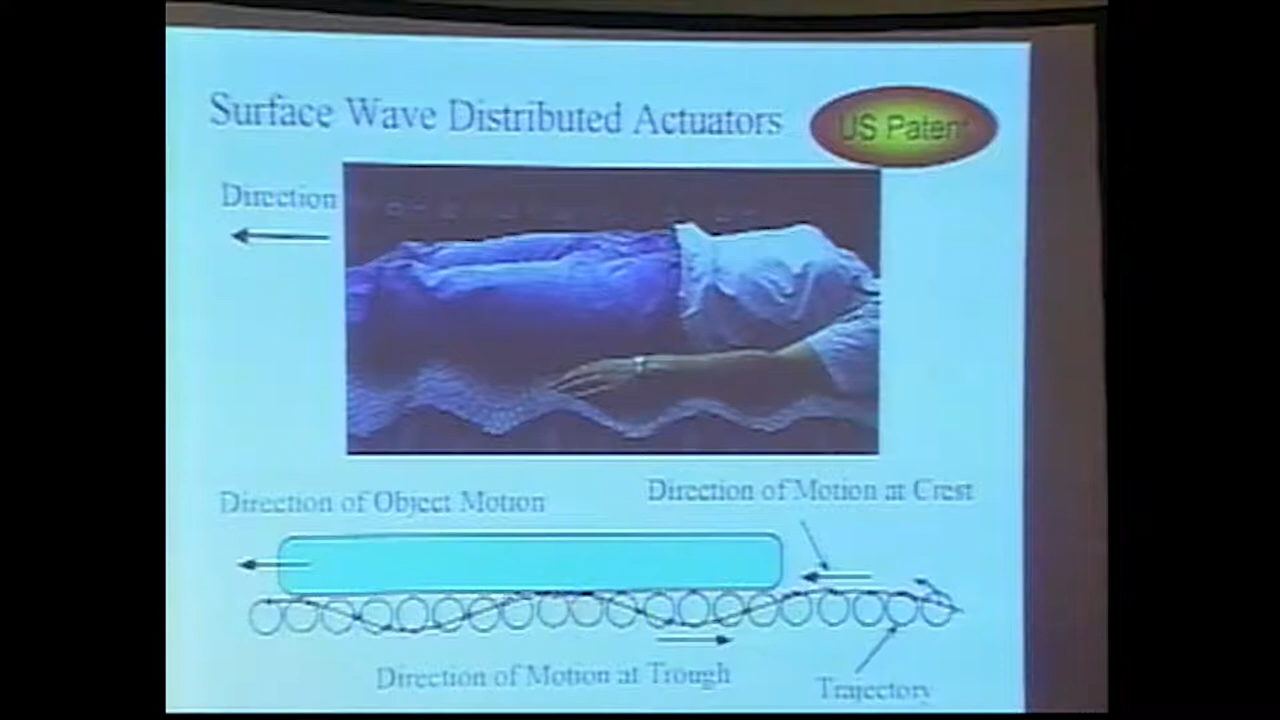 Surface Wave Distributed Actuators
US Patent
Direction
Direction of Object Motion
Direction of Motion at Crest
Direction of Motion at Trough
Trajectory